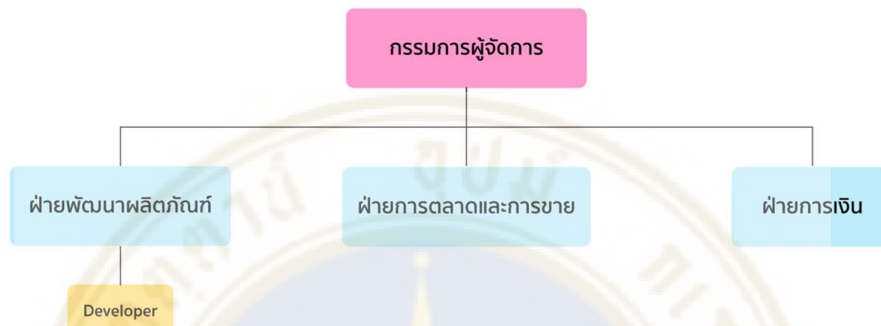 กรรมการผู้จัดการ
ฝ่ายพัฒนาผลิตภัณฑ์
ฝ่ายการตลาดและการขาย
ฝ่ายการเงิน
Developer